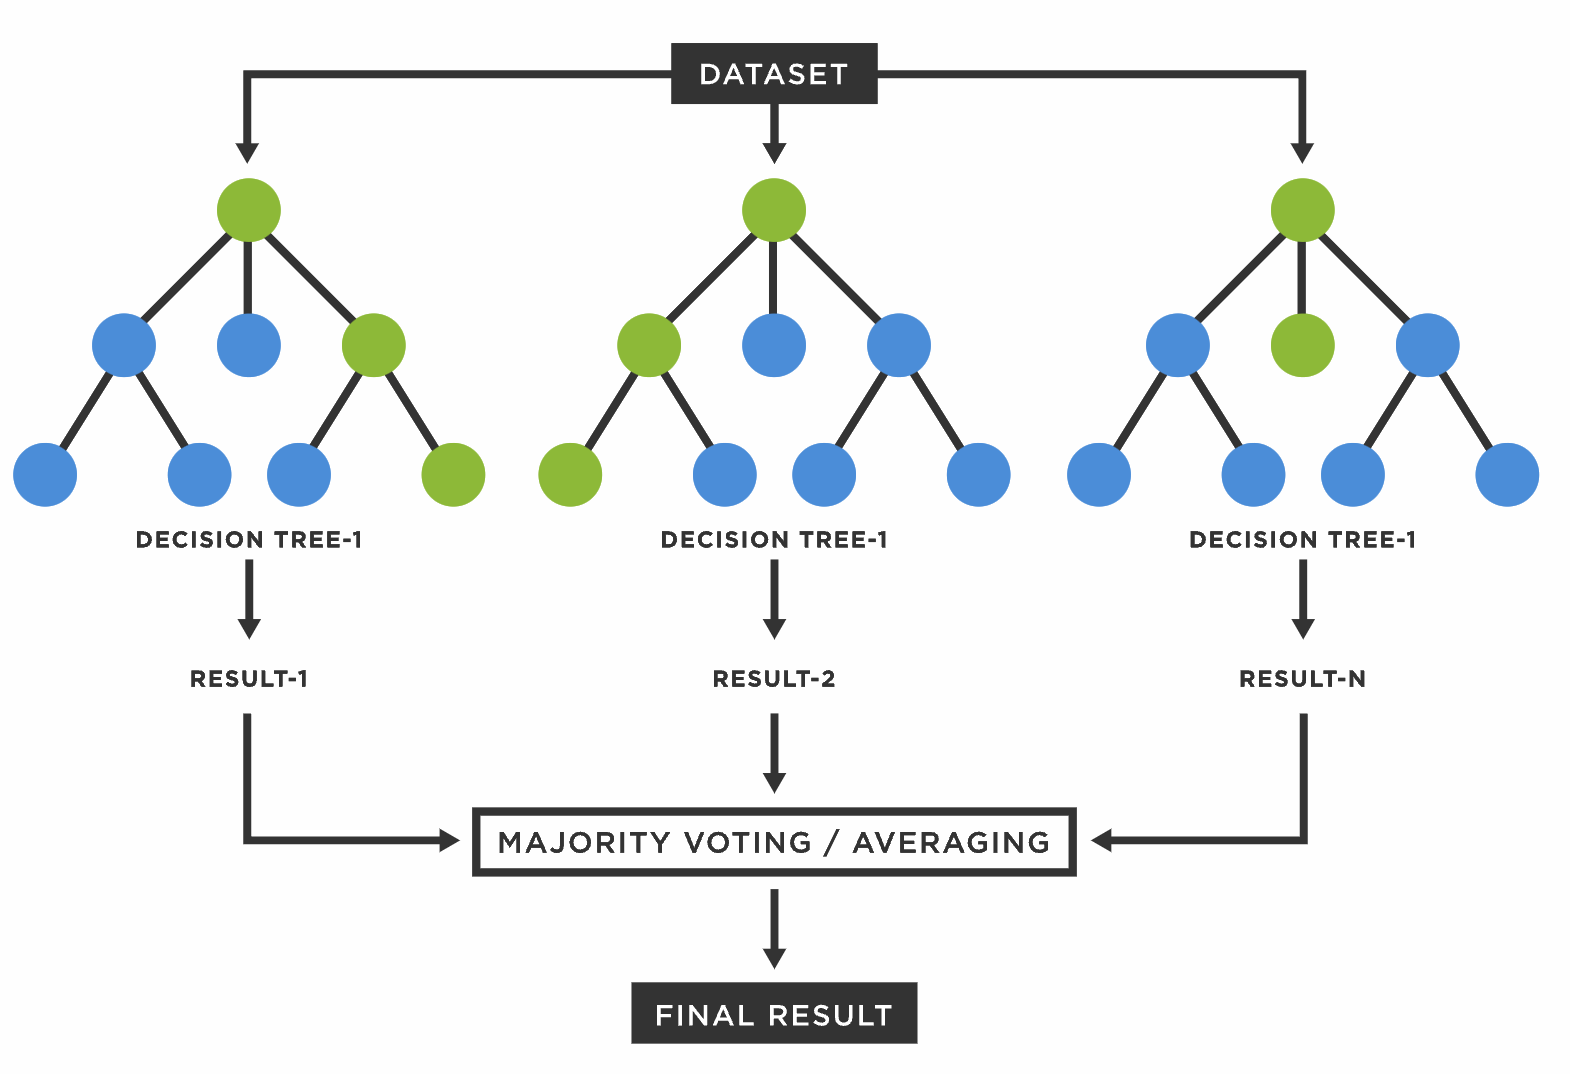 DATASET
DECISION TREE-1
DECISION TREE-1
DECISION TREE-1
RESULT-1
RESULT-2
RESULT-N
MAJORITY VOTING / AVERAGING
FINAL RESULT